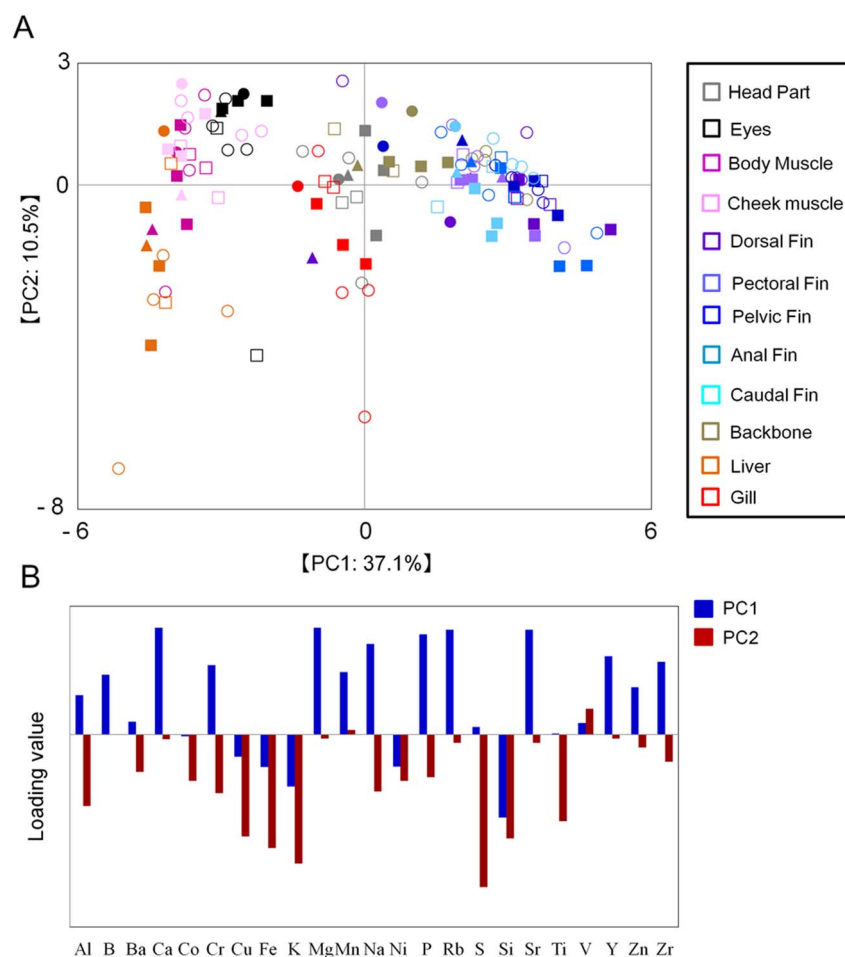 A
3
0
- 8
- 6
0
6
【PC2: 10.5%】
【PC1: 37.1%】
Head Part
Eyes
Body Muscle
Cheek muscle
Dorsal Fin
Pectoral Fin
Pelvic Fin
Anal Fin
Caudal Fin
Backbone
Liver
Gill
B
PC1
PC2
Loading value
Al B Ba Ca Co Cr Cu Fe K Mg Mn Na Ni P Rb S Si Sr Ti V Y Zn Zr